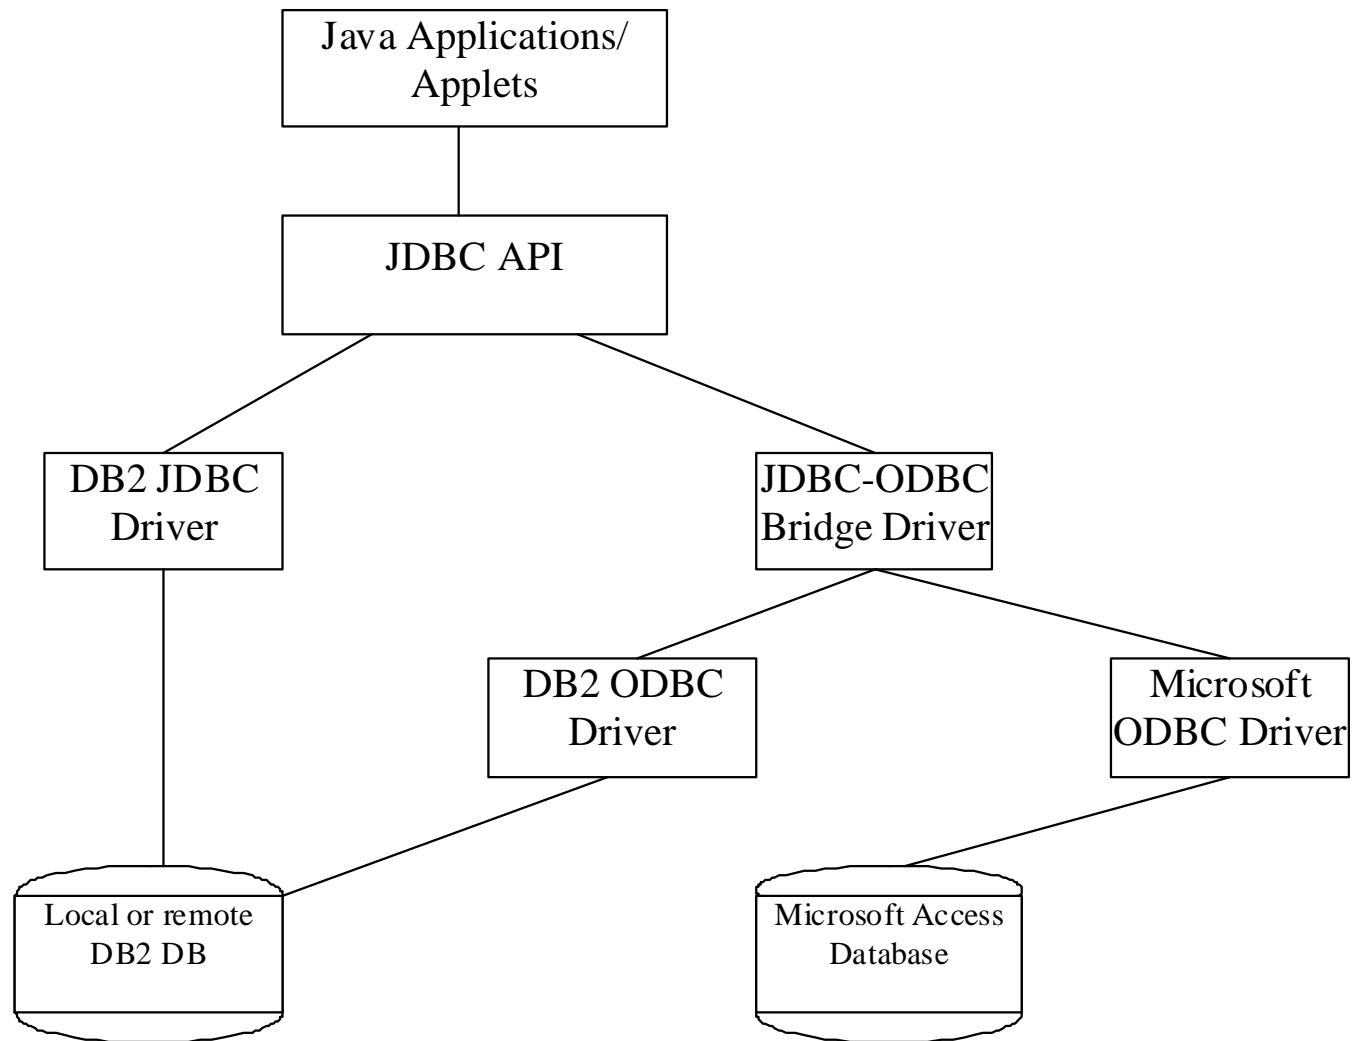 Java Applications/
Applets
JDBC API
DB2 JDBC
Driver
JDBC-ODBC
Bridge Driver
DB2 ODBC
Driver
Microsoft
ODBC Driver
Local or remote
DB2 DB
Microsoft Access
Database